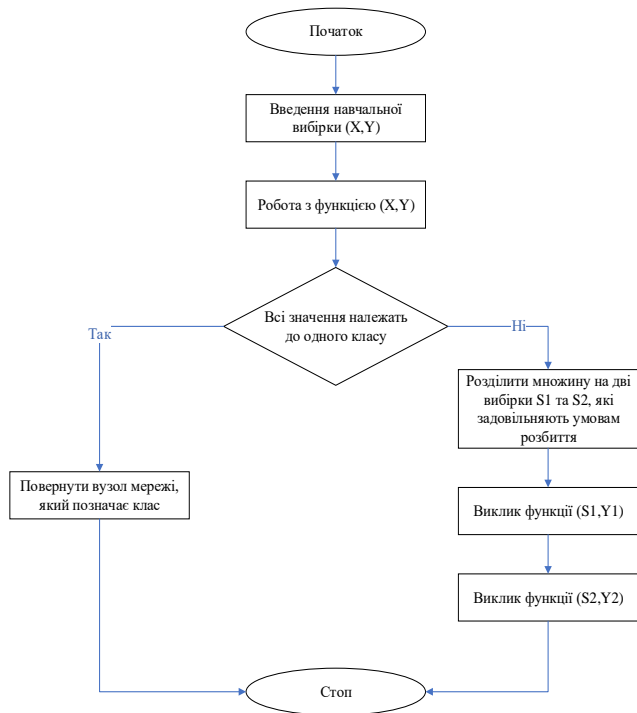 Початок
Введення навчальної
вибірки (X,Y)
Робота з функцією (X,Y)
Всі значення належать
до одного класу
Так
Ні
Розділити множину на дві
вибірки S1 та S2, які
задовільняють умовам
розбиття
Повернути вузол мережі,
який позначає клас
Виклик функції (S1,Y1)
Виклик функції (S2,Y2)
Стоп